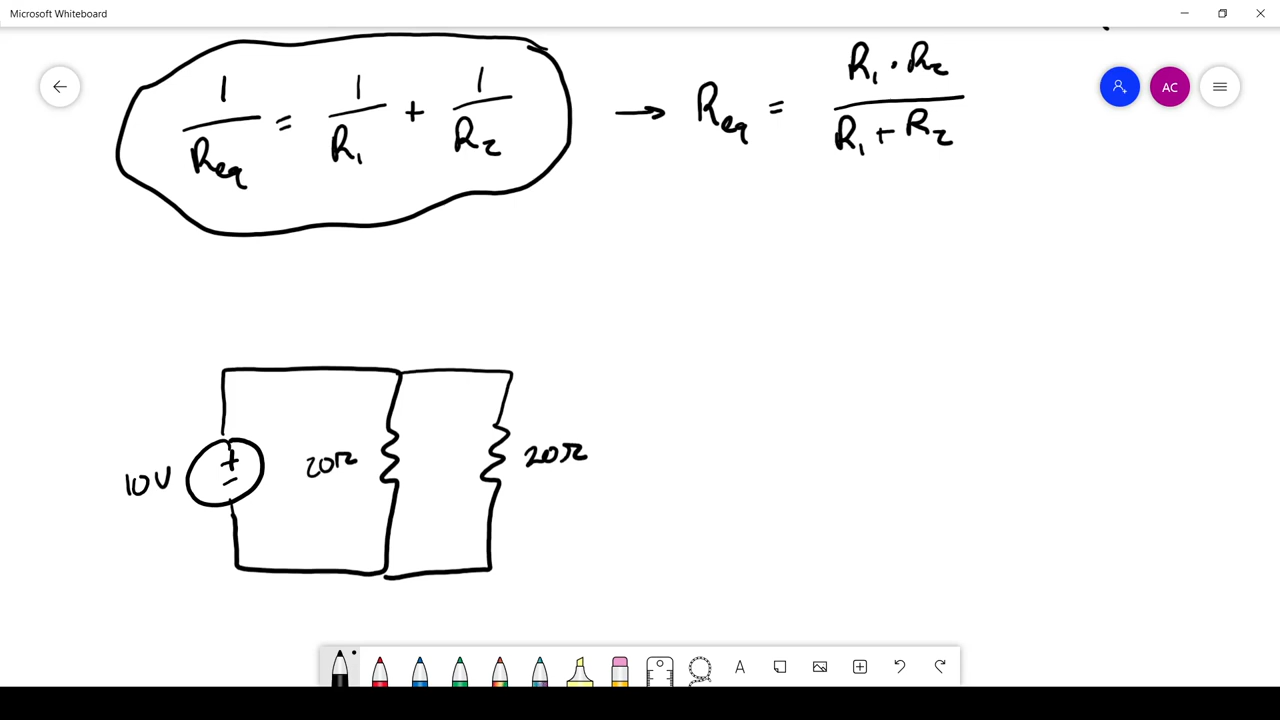 Microsoft Whiteboard
1/Req = 1/R1 + 1/R2 → Req = R1 · R2 / R1 + R2
AC
10V
+
-
20Ω
20Ω
A